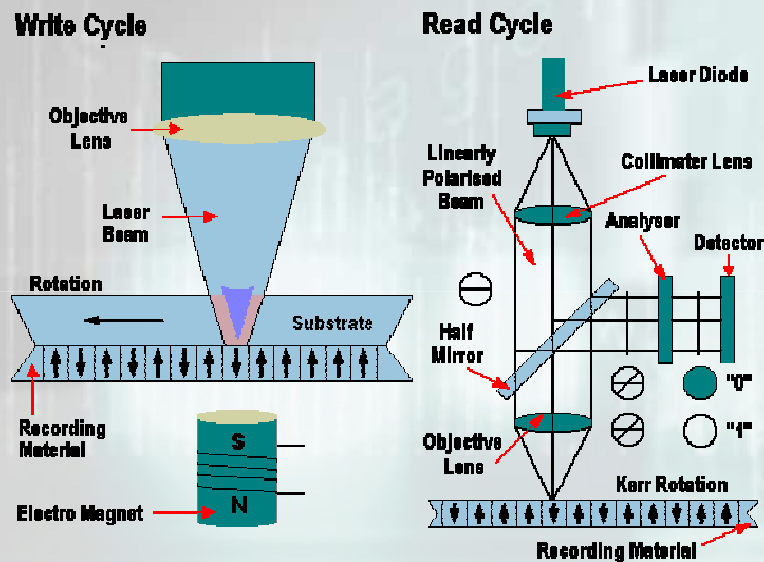 Write Cycle
Objective
Lens
Laser
Beam
Rotation
Substrate
Recording
Material
S
N
Electro Magnet
Read Cycle
Laser Diode
Linearly
Polarised
Beam
Collimater Lens
Analyser
Detector
Half
Mirror
"0"
"1"
Objective
Lens
Kerr Rotation
Recording Material